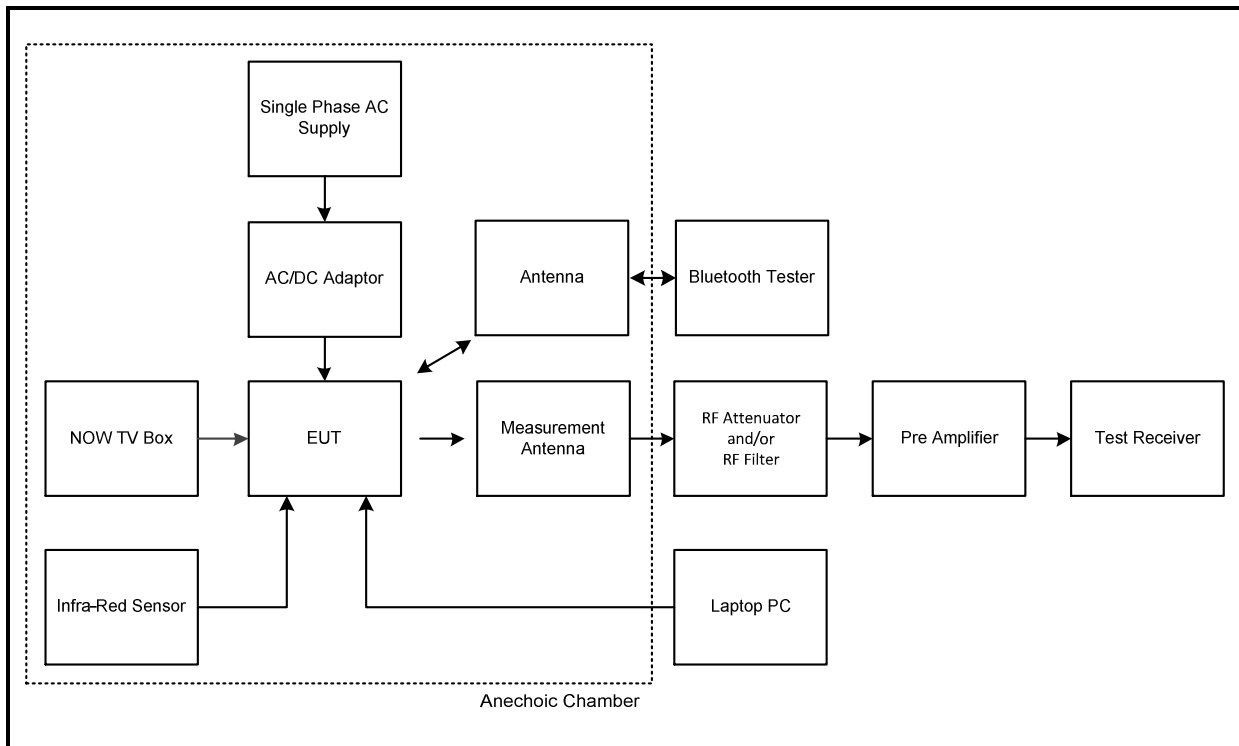 Single Phase AC
Supply
AC/DC Adaptor
Antenna
Bluetooth Tester
NOW TV Box
EUT
Measurement
Antenna
RF Attenuator
and/or
RF Filter
Pre Amplifier
Test Receiver
Infra–Red Sensor
Laptop PC
Anechoic Chamber